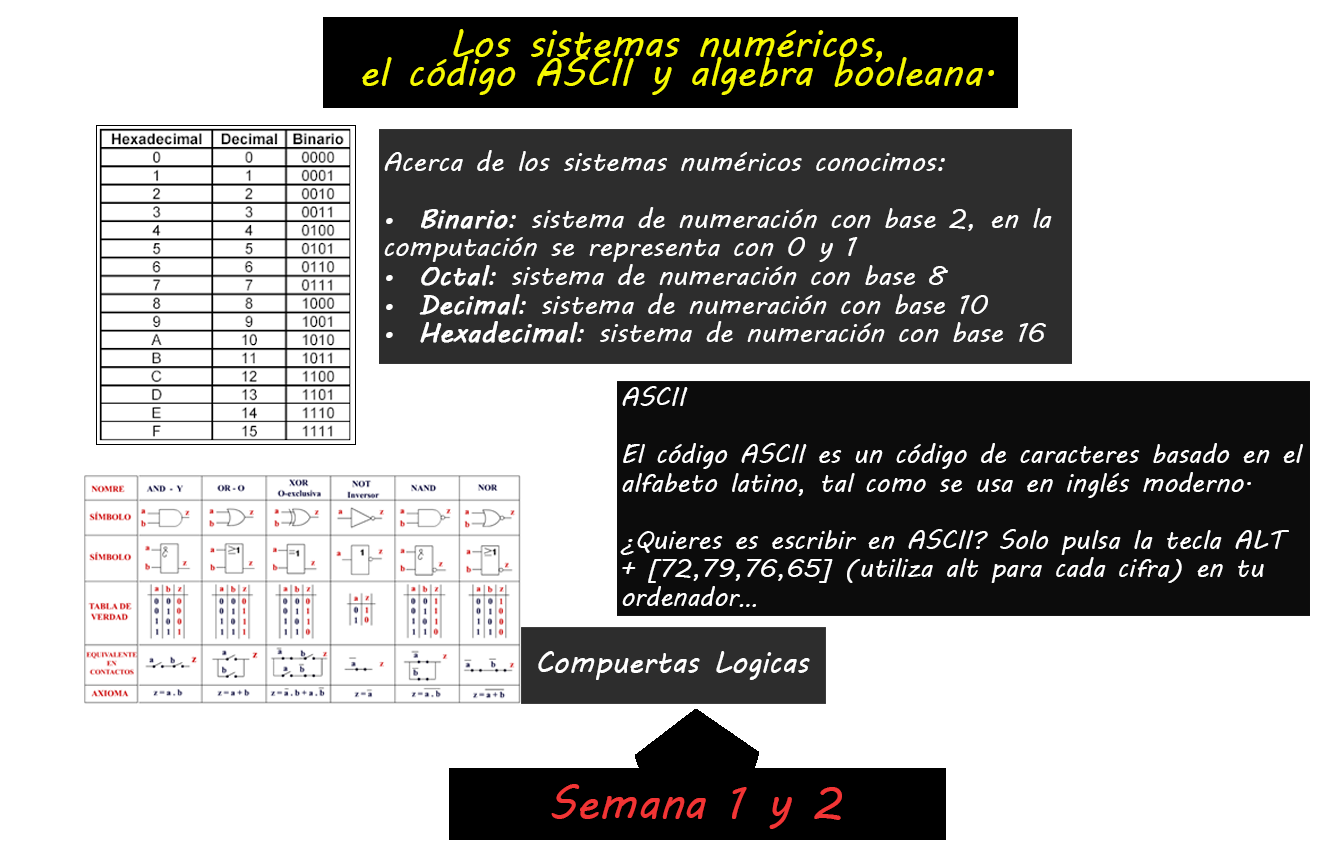 Los sistemas numéricos,
el código ASCII y algebra booleana.
Hexadecimal Decimal Binario
0 0 0000
1 1 0001
2 2 0010
3 3 0011
4 4 0100
5 5 0101
6 6 0110
7 7 0111
8 8 1000
9 9 1001
A 10 1010
B 11 1011
C 12 1100
D 13 1101
E 14 1110
F 15 1111
Acerca de los sistemas numéricos conocimos:
• Binario: sistema de numeración con base 2, en la
computación se representa con 0 y 1
• Octal: sistema de numeración con base 8
• Decimal: sistema de numeración con base 10
• Hexadecimal: sistema de numeración con base 16
ASCII
El código ASCII es un código de caracteres basado en el
alfabeto latino, tal como se usa en inglés moderno.
¿Quieres es escribir en ASCII? Solo pulsa la tecla ALT
+ [72,79,76,65] (utiliza alt para cada cifra) en tu
ordenador...
NOMRE AND - Y OR - O XOR O-exclusiva NOT Inversor NAND NOR
SÍMBOLO a b z a b z a b z a z a b z a b z
SÍMBOLO a b & z a b ≥1 z a b =1 z a 1 z a b & z a b ≥1 z
TABLA DE VERDAD
a b z a b z a b z a z a b z a b z
0 0 0 0 0 0 0 0 0 0 1 0 0 1 0 0 1
0 1 0 0 1 1 0 1 1 1 0 0 1 1 0 1 0
1 0 0 1 0 1 1 0 1 1 0 1 1 0 0
1 1 1 1 1 1 1 1 0 1 1 0 1 1 0
EQUIVALENTE EN CONTACTOS
a b z a b z a̅ b z a b̅ a̅ z a̅ b̅ z a̅ b̅ z
AXIOMA z = a . b z = a + b z = a̅ . b + a . b̅ z = a̅ z = a̅ ̅.̅ ̅b̅ z = a̅ ̅+̅ ̅b̅
Compuertas Logicas
Semana 1 y 2